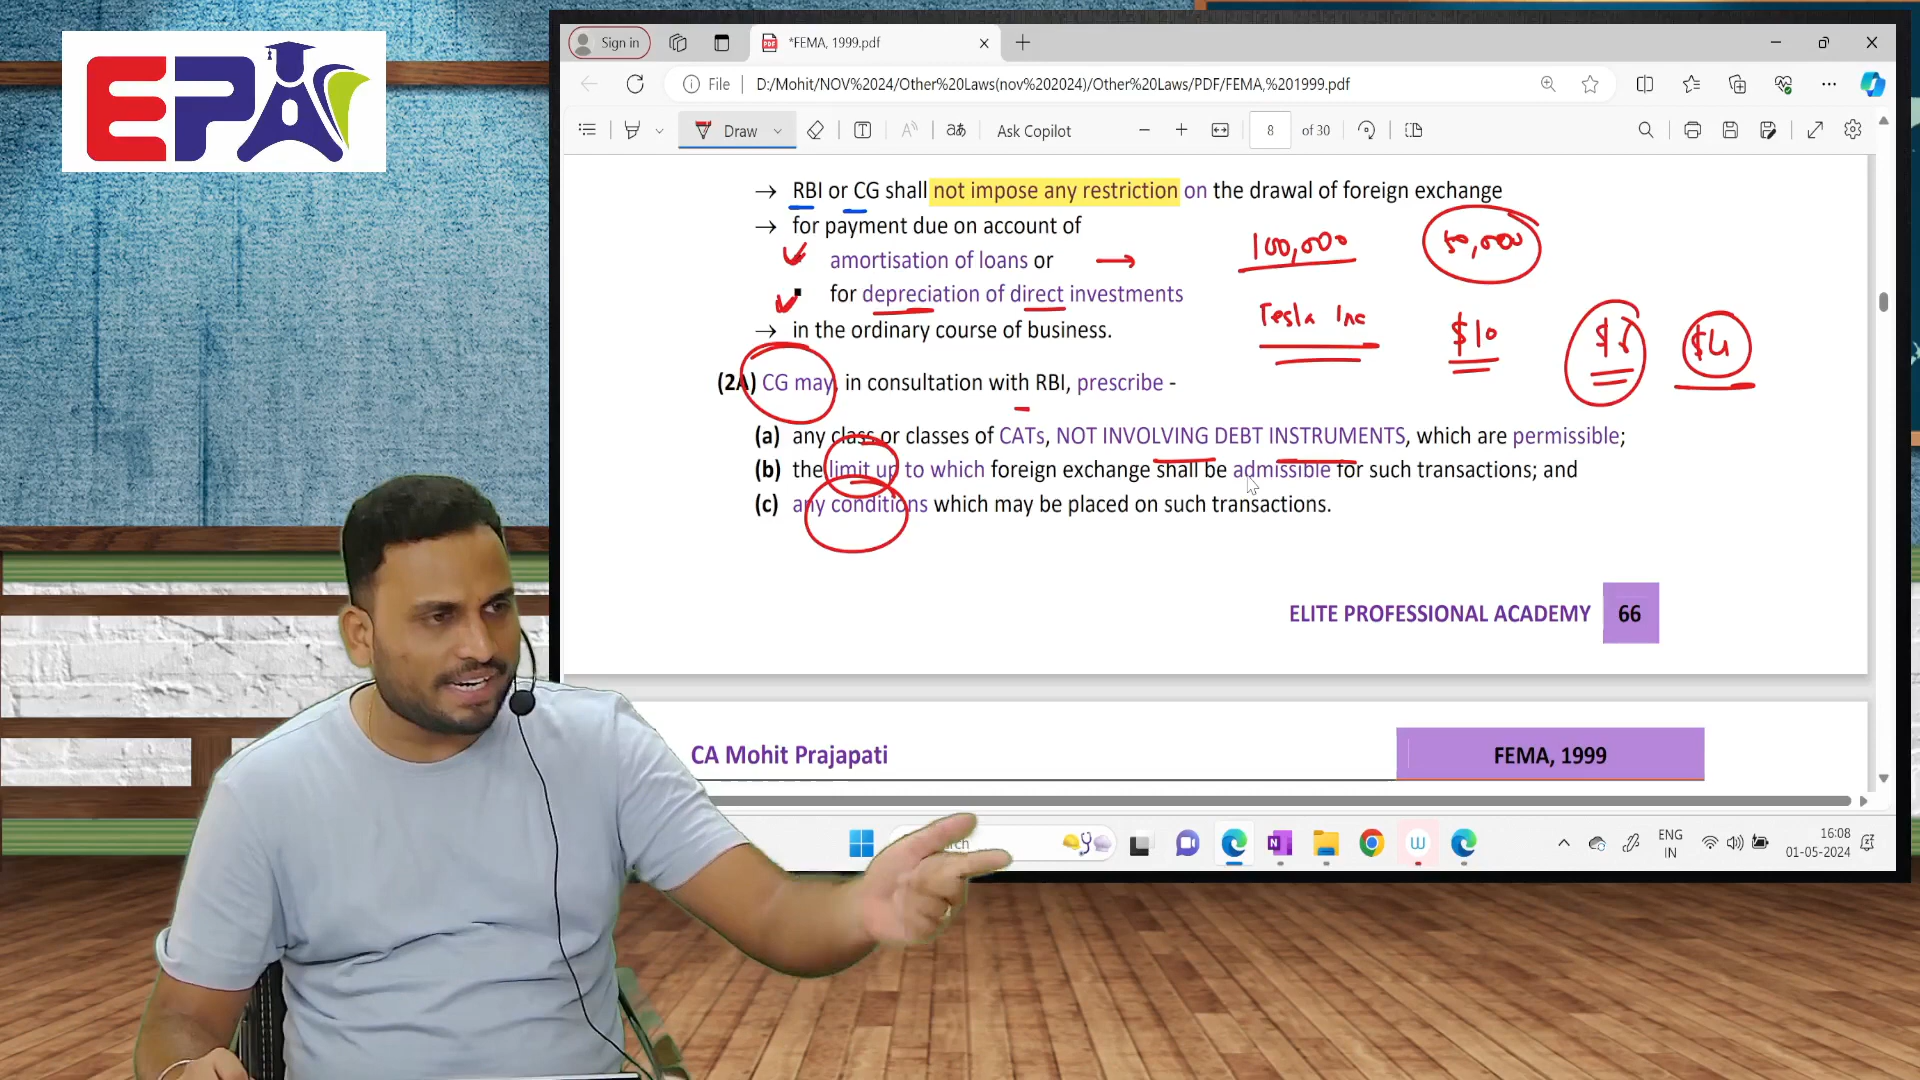 EPA
Sign in
*FEMA, 1999.pdf
File
D:/Mohit/NOV%2024/Other%20Laws(nov%202024)/Other%20Laws/PDF/FEMA,%201999.pdf
Draw
Ask Copilot
8
of 30
→ RBI or CG shall not impose any restriction on the drawal of foreign exchange
→ for payment due on account of
amortisation of loans or
for depreciation of direct investments
→ in the ordinary course of business.
100,000
50,000
Tesla Inc
$10
$4
(2A) CG may, in consultation with RBI, prescribe -
(a) any class or classes of CATs, NOT INVOLVING DEBT INSTRUMENTS, which are permissible;
(b) the limit up to which foreign exchange shall be admissible for such transactions; and
(c) any conditions which may be placed on such transactions.
ELITE PROFESSIONAL ACADEMY 66
CA Mohit Prajapati
FEMA, 1999
ENG
IN
16:08
01-05-2024